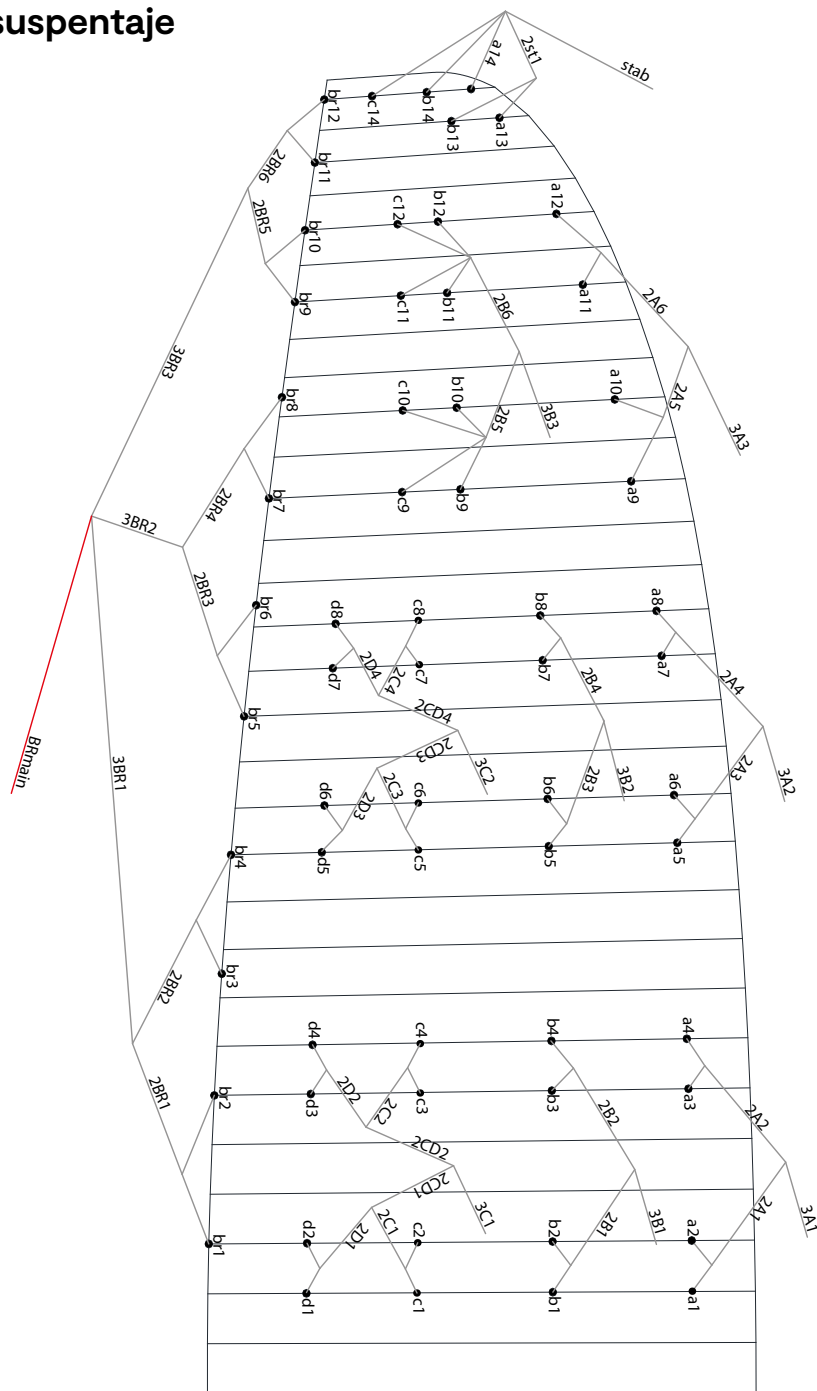 suspentaje
a14
2st1
stab
br12
c14
b14
b13
a13
br11
2BR6
2BR5
br10
c12
b12
a12
br9
c11
b11
2B6
a11
2A6
3BR3
br8
c10
b10
2B5
3B3
a10
2A5
3A3
2BR4
br7
c9
b9
a9
3BR2
2BR3
br6
d8
c8
b8
a8
2D4
2C4
d7
c7
b7
2B4
a7
2A4
br5
2CD4
2CD3
3C2
BRmain
3BR1
d6
2D3
2C3
c6
b6
2B3
3B2
a6
2A3
3A2
br4
d5
c5
b5
a5
2BR2
br3
d4
c4
b4
a4
2BR1
br2
d3
2D2
2C2
c3
b3
2B2
a3
2A2
2CD2
2CD1
3C1
br1
d2
2D1
2C1
c2
b2
2B1
3B1
a2
2A1
3A1
d1
c1
b1
a1